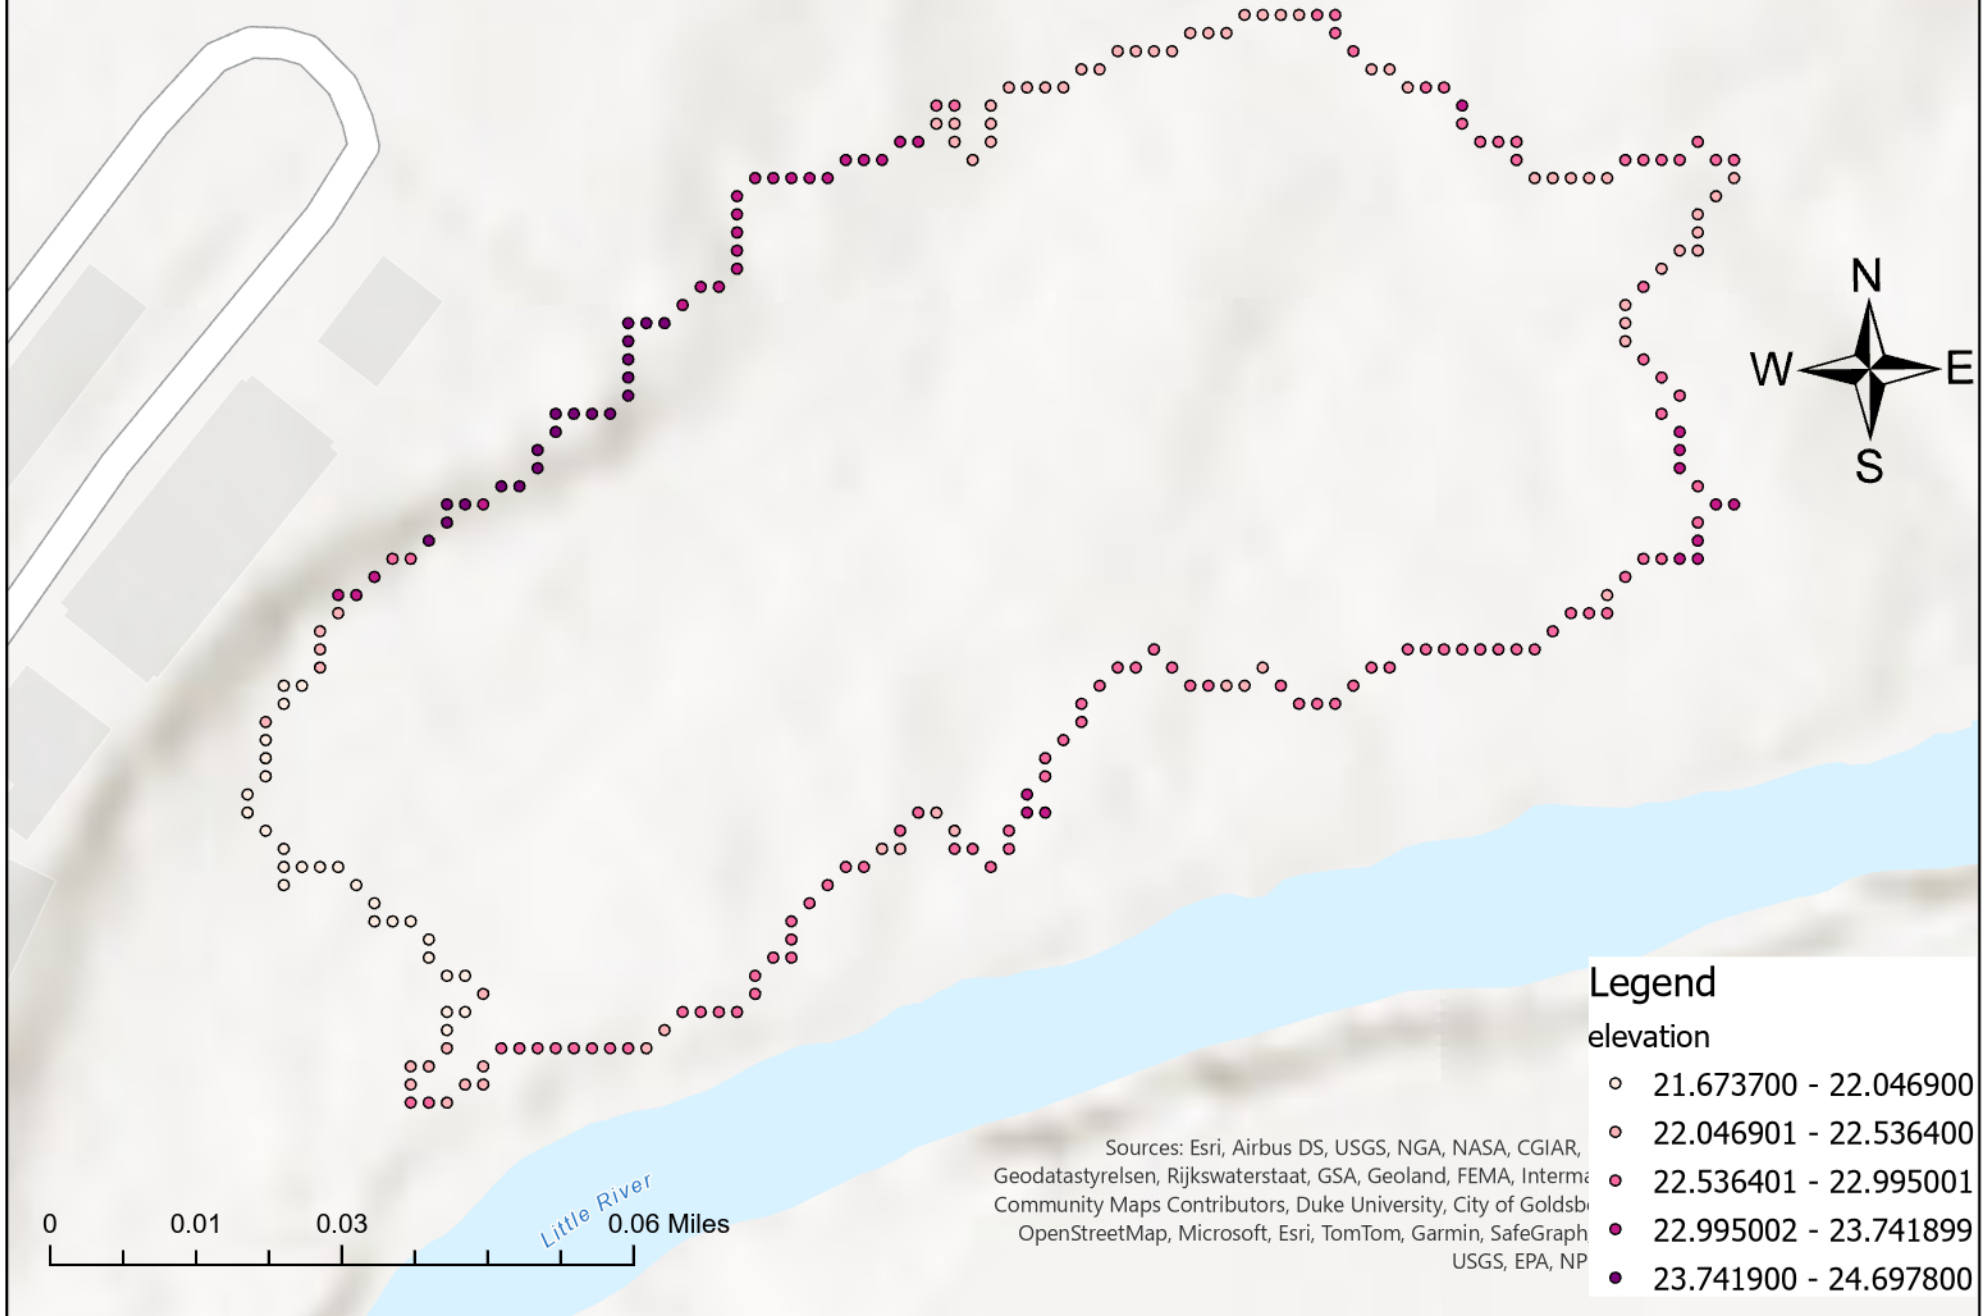 N
W E
S
Legend
elevation
21.673700 - 22.046900
22.046901 - 22.536400
22.536401 - 22.995001
22.995002 - 23.741899
23.741900 - 24.697800
Sources: Esri, Airbus DS, USGS, NGA, NASA, CGIAR,
Geodatastyrelsen, Rijkswaterstaat, GSA, Geoland, FEMA, Interma
Community Maps Contributors, Duke University, City of Goldsb
OpenStreetMap, Microsoft, Esri, TomTom, Garmin, SafeGraph
USGS, EPA, NP
Little River
0 0.01 0.03 0.06 Miles